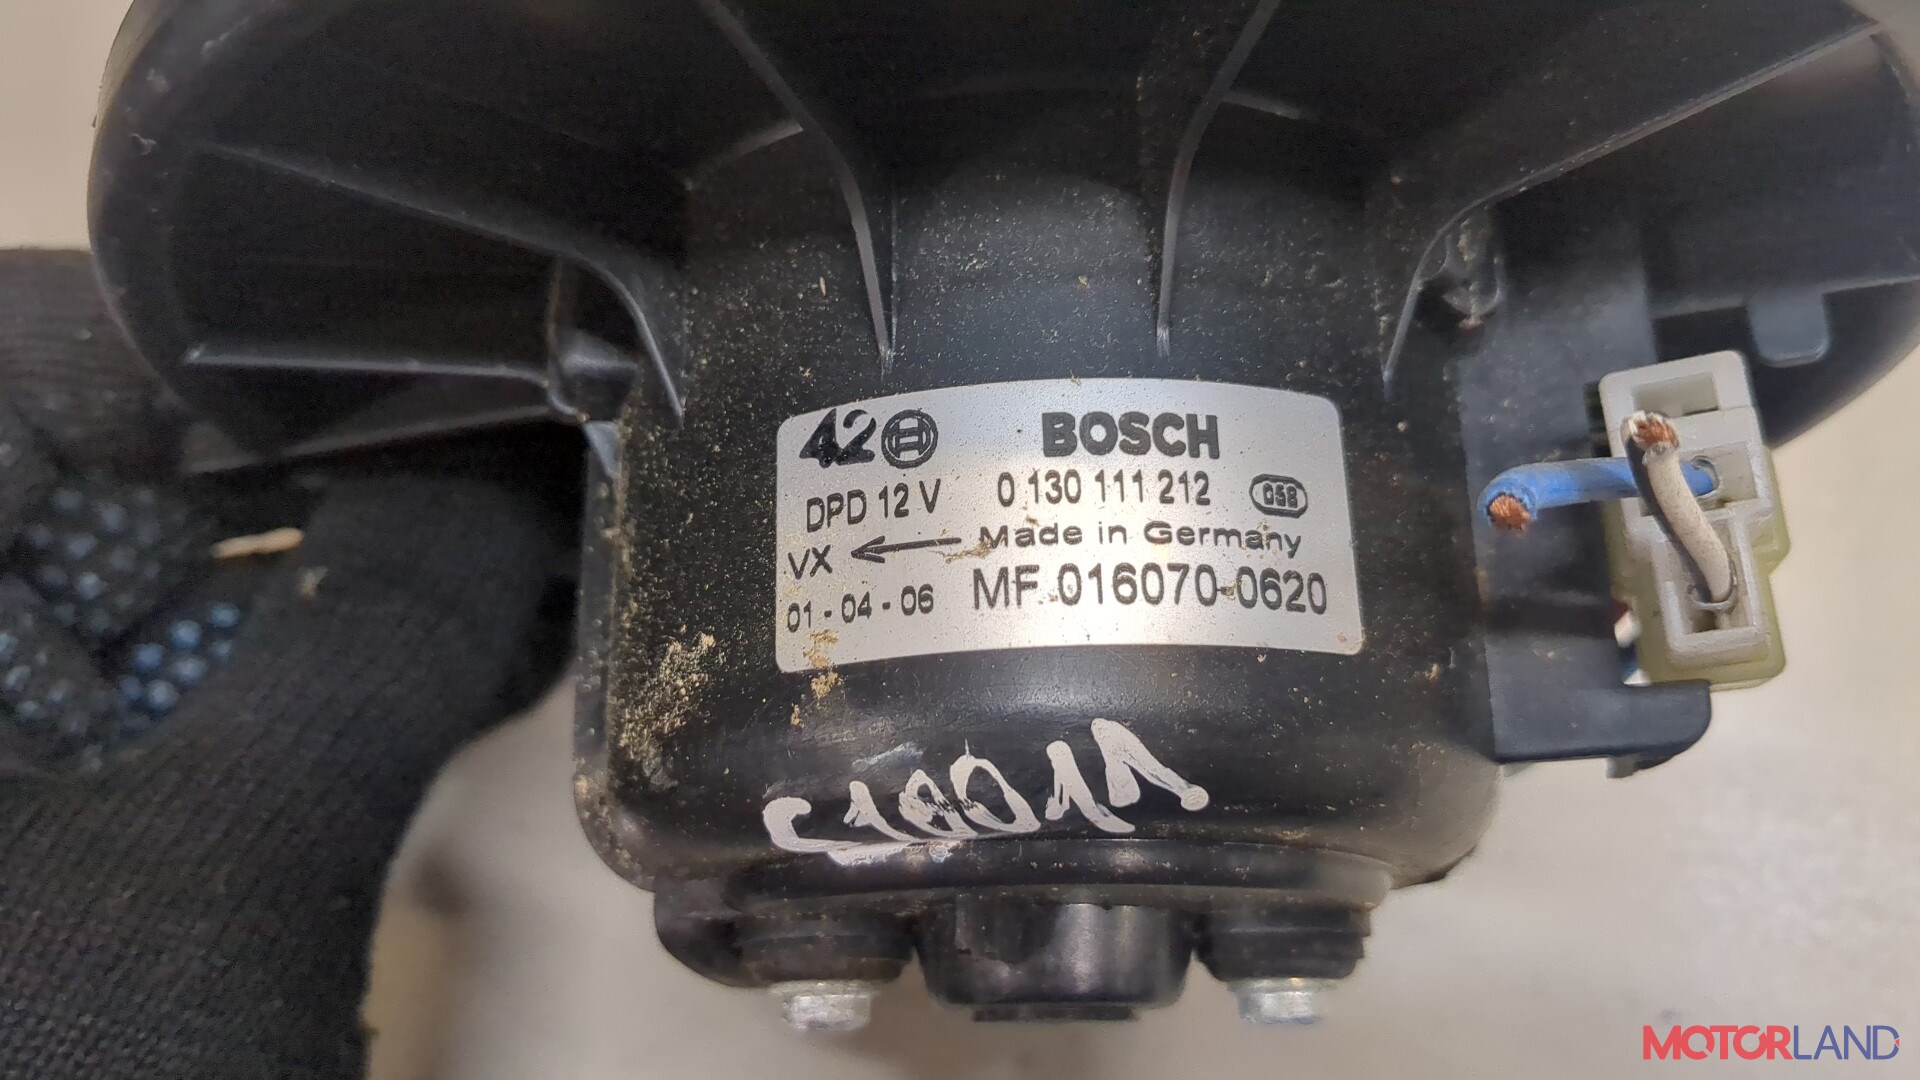 42 BOSCH
DPD 12 V 0 130 111 212 058
VX Made in Germany
01-04-06 MF.016070-0620
MOTORLAND